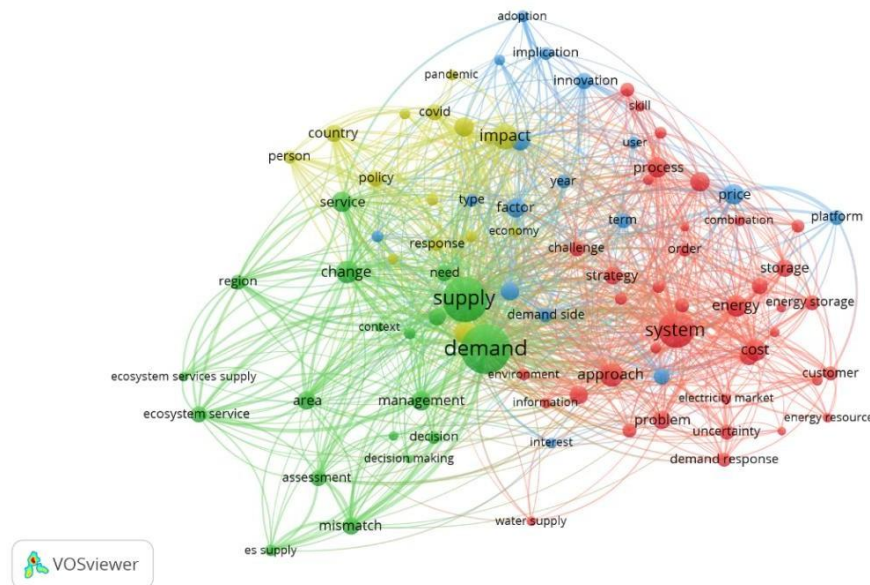 adoption
implication
pandemic
innovation
covid
skill
country
impact
user
person
process
policy
year
price
service
type
factor
term
combination
platform
economy
response
challenge
order
change
need
strategy
storage
region
supply
energy
energy storage
demand side
context
system
demand
cost
ecosystem services supply
environment
approach
customer
area
management
information
electricity market
ecosystem service
problem
energy resource
decision
interest
uncertainty
decision making
demand response
assessment
mismatch
water supply
es supply
VOSviewer